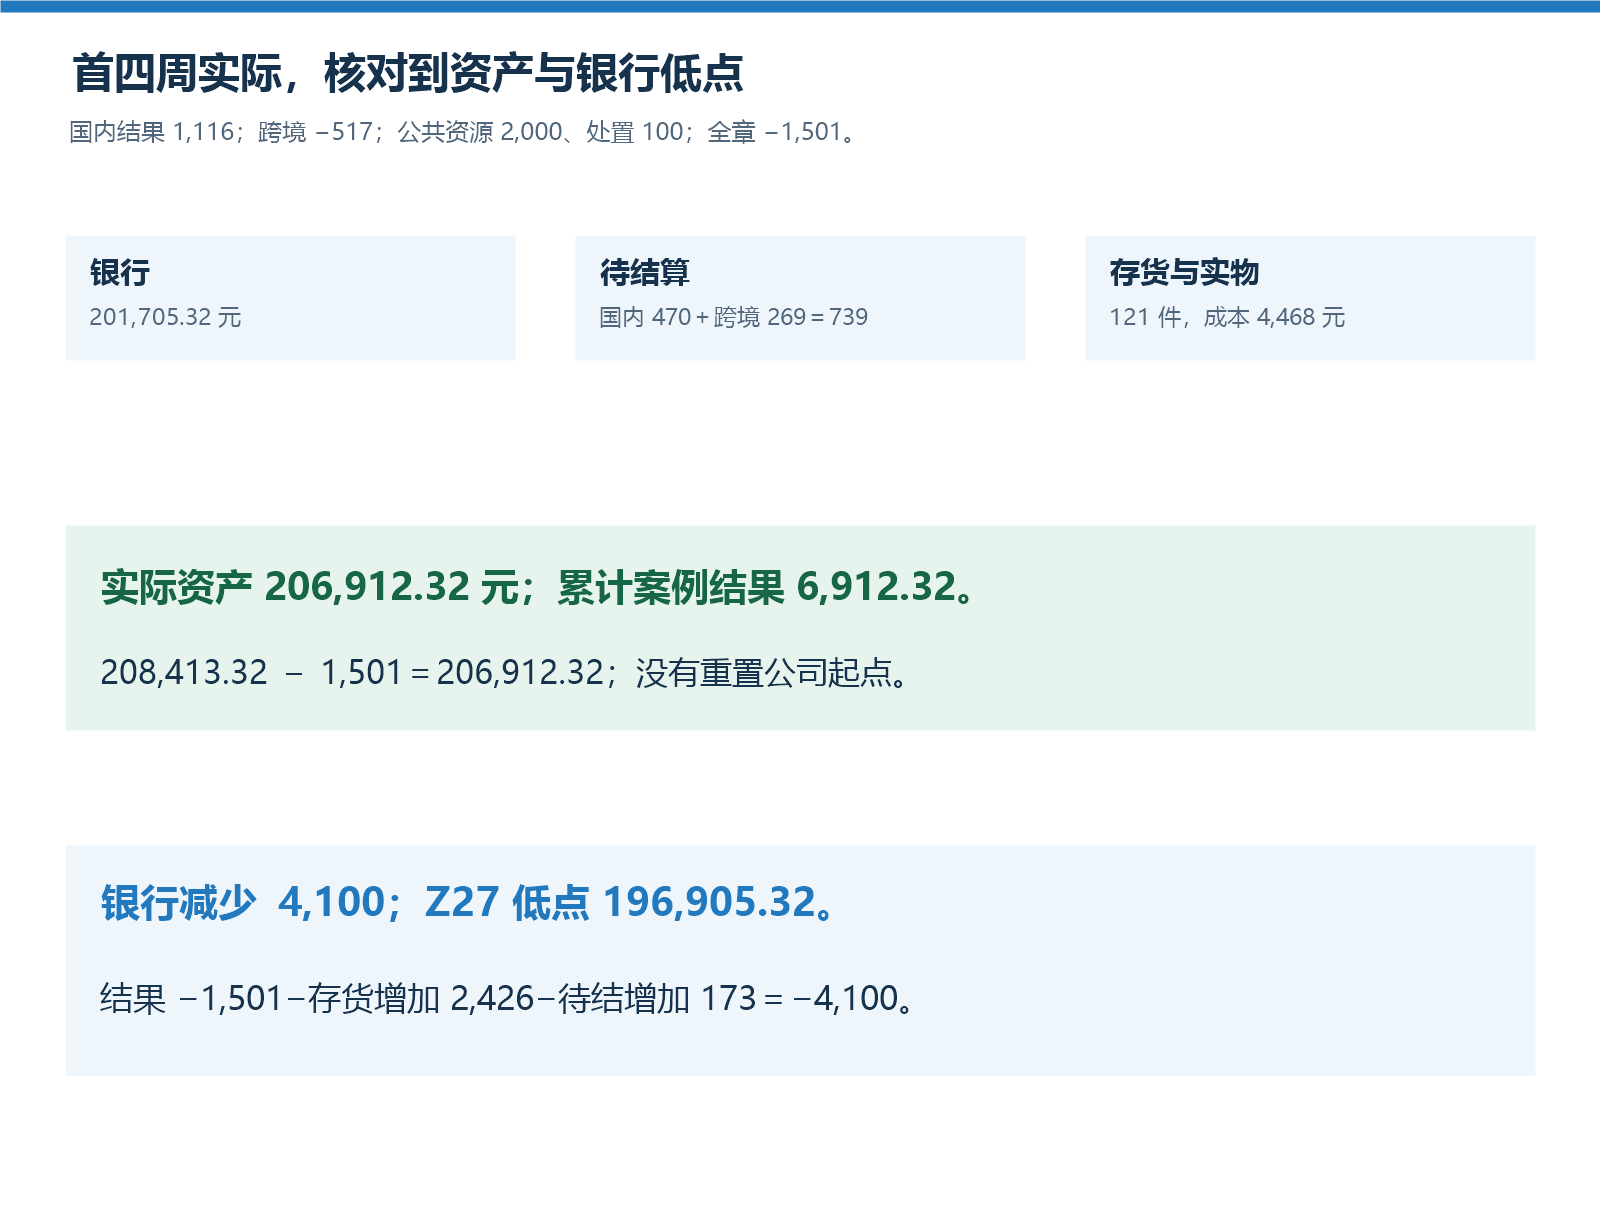 首四周实际，核对到资产与银行低点
国内结果 1,116；跨境 −517；公共资源 2,000、处置 100；全章 −1,501。
银行
201,705.32 元
待结算
国内 470＋跨境 269＝739
存货与实物
121 件，成本 4,468 元
实际资产 206,912.32 元；累计案例结果 6,912.32。
208,413.32 − 1,501＝206,912.32；没有重置公司起点。
银行减少 4,100；Z27 低点 196,905.32。
结果 −1,501−存货增加 2,426−待结增加 173＝−4,100。